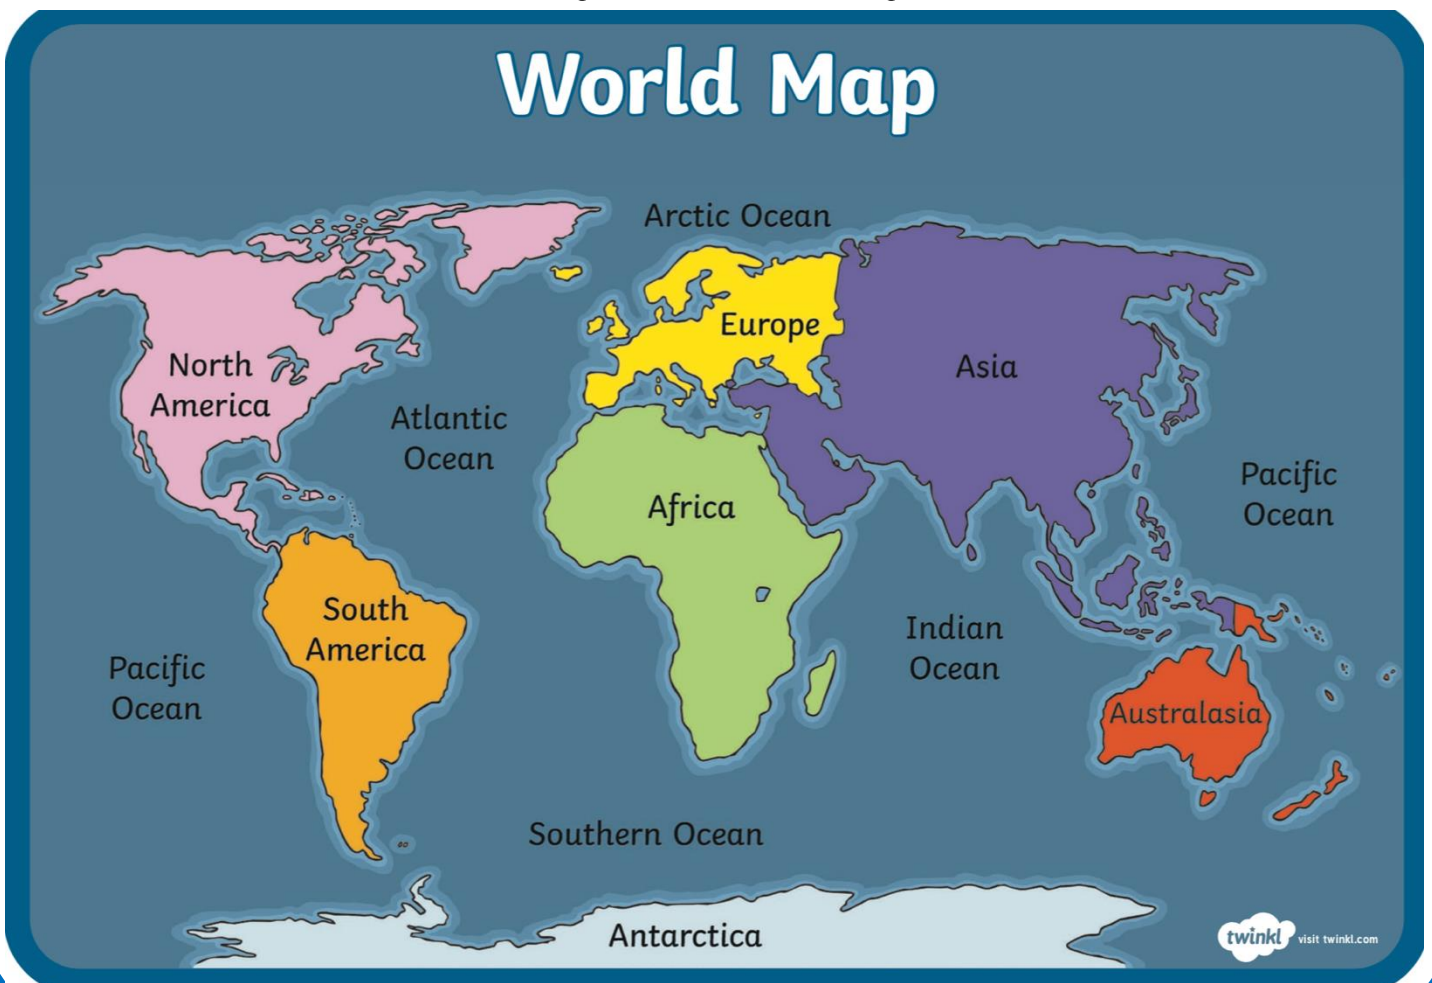 World Map
Arctic Ocean
Europe
Asia
North
America
Atlantic
Ocean
Pacific
Ocean
Africa
South
America
Indian
Ocean
Pacific
Ocean
Australasia
Southern Ocean
Antarctica
twinkl visit twinkl.com